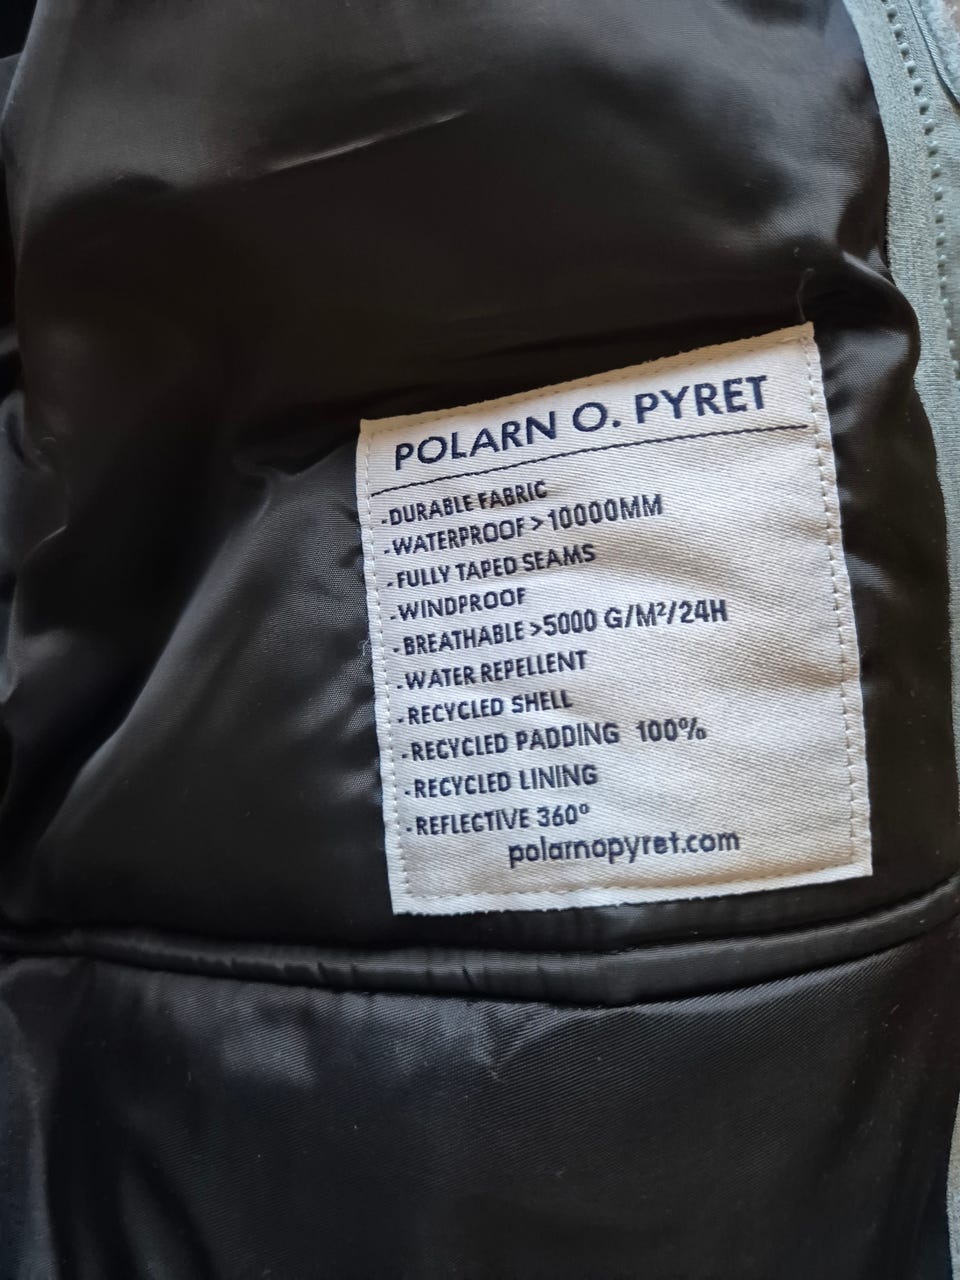 POLARN O. PYRET
-DURABLE FABRIC
-WATERPROOF > 10000MM
-FULLY TAPED SEAMS
-WINDPROOF
-BREATHABLE >5000 G/M²/24H
-WATER REPELLENT
-RECYCLED SHELL
-RECYCLED PADDING 100%
-RECYCLED LINING
-REFLECTIVE 360°
polarnopyret.com